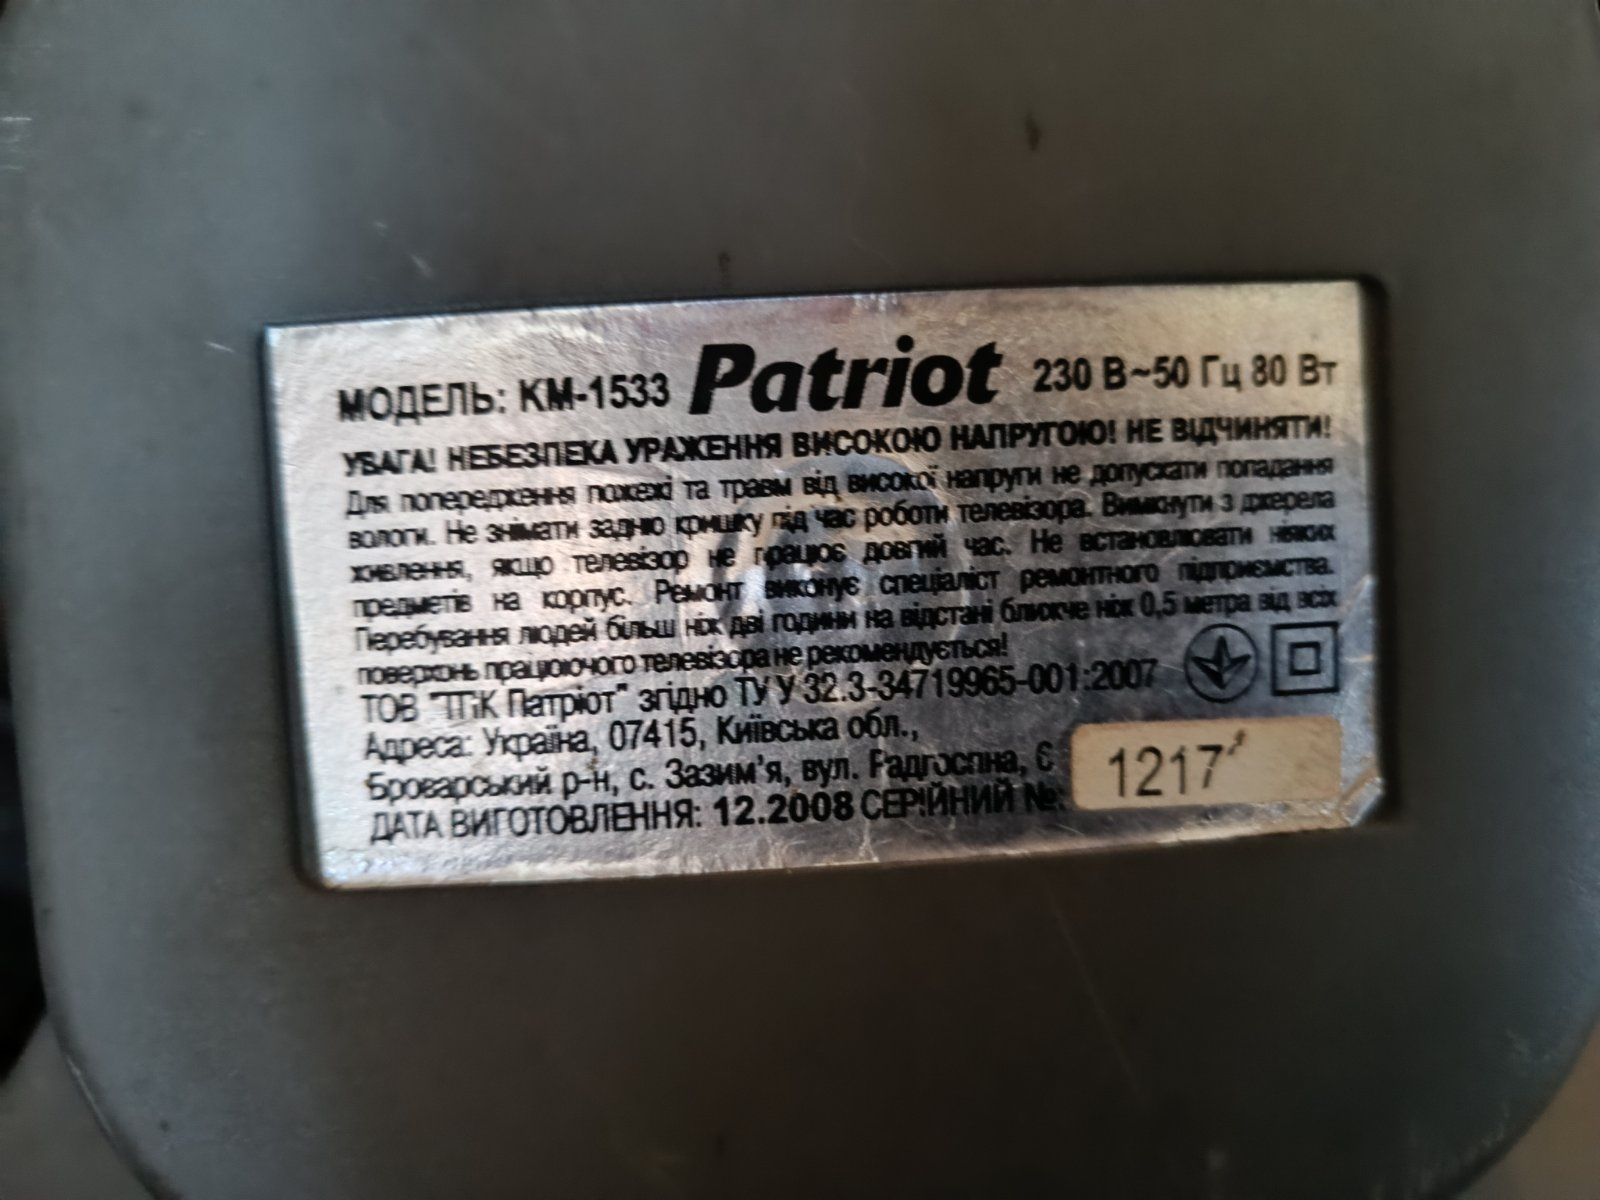 МОДЕЛЬ: КМ-1533 Patriot 230 В~50 Гц 80 Вт
УВАГА! НЕБЕЗПЕКА УРАЖЕННЯ ВИСОКОЮ НАПРУГОЮ! НЕ ВІДЧИНЯТИ!
Для попередження пожежі та травм від високої напруги не допускати попадання
вологи. Не знімати задню кришку під час роботи телевізора. Вимкнути з джерела
живлення, якщо телевізор не працює довгий час. Не встановлювати ніяких
предметів на корпус. Ремонт виконує спеціаліст ремонтного підприємства.
Перебування людей більш ніж дві години на відстані ближче ніж 0,5 метра від всіх
поверхонь працюючого телевізора не рекомендується!
ТОВ "ТПК Патріот" згідно ТУ У 32.3-34719965-001:2007
Адреса: Україна, 07415, Київська обл.,
Броварський р-н, с. Зазим'я, вул. Радгоспна, 6
ДАТА ВИГОТОВЛЕННЯ: 12.2008 СЕРІЙНИЙ №: 1217